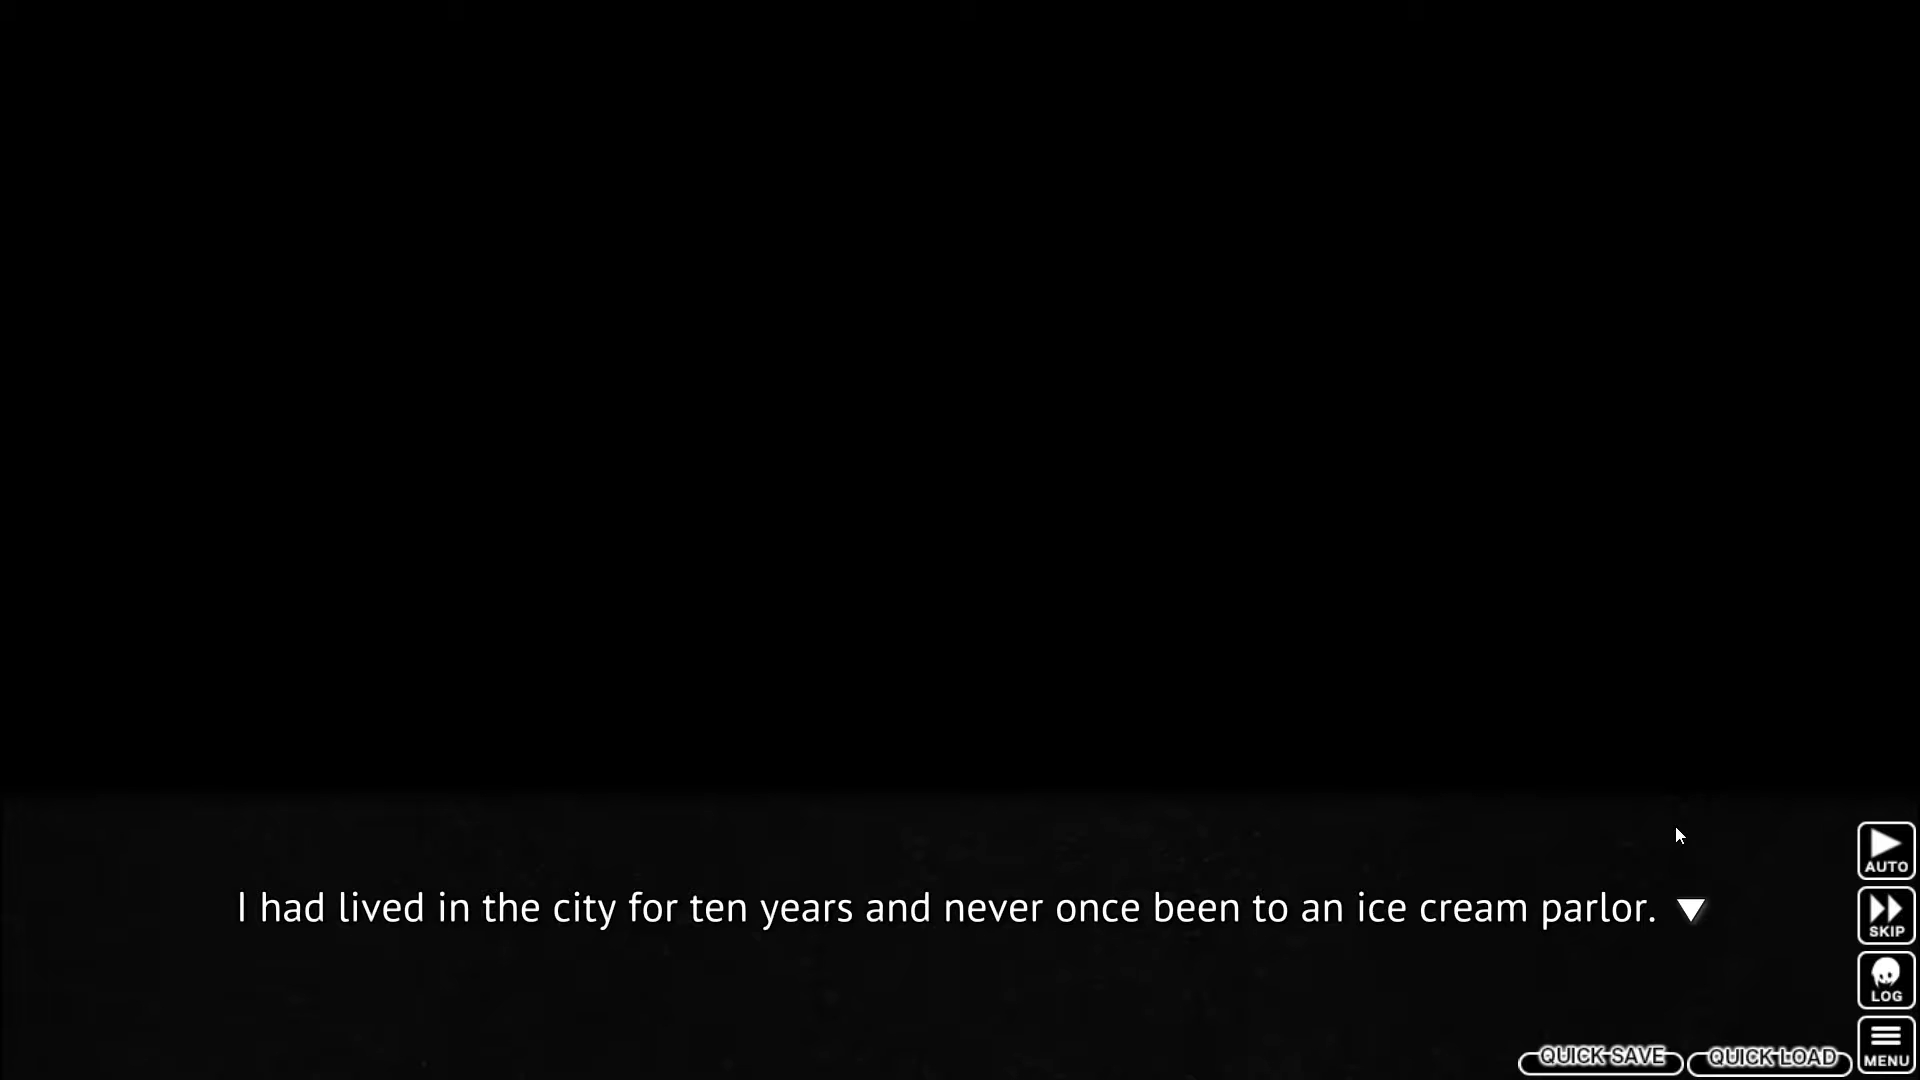 I had lived in the city for ten years and never once been to an ice cream parlor.
AUTO
SKIP
LOG
MENU
QUICK SAVE QUICK LOAD